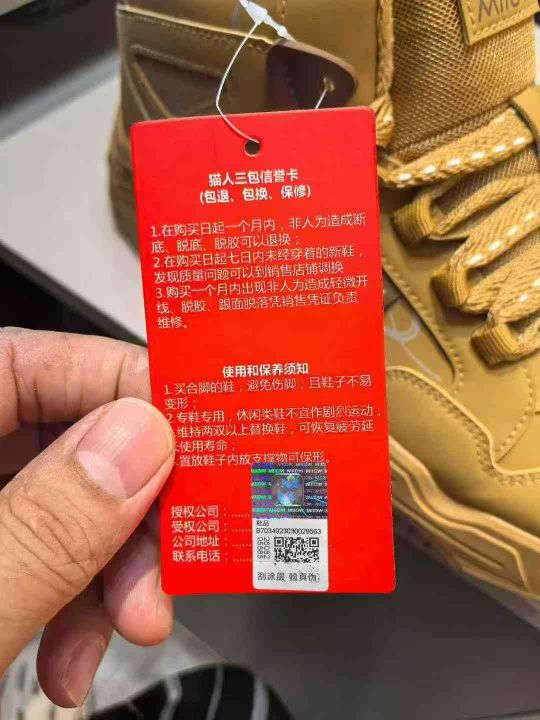 猫人三包信誉卡
(包退、包换、保修)
1.在购买日起一个月内，非人为造成断
底、脱底、脱胶可以退换；
2.在购买日起七日内未经穿着的新鞋，
发现质量问题可以到销售店铺调换
3.购买一个月内出现非人为造成轻微开
线、脱胶、跟面脱落凭销售凭证负责
维修。
使用和保养须知
1.买合脚的鞋，避免伤脚；且鞋子不易
变形；
2.专鞋专用，休闲类鞋不宜作剧烈运动，
维持两双以上替换鞋，可恢复疲劳延
使用寿命；
置放鞋子内放支撑物可保形。
授权公司：......
受权公司：......
公司地址：......
联系电话：......
鞋品
B7034923030029563
刮涂层 验真伪